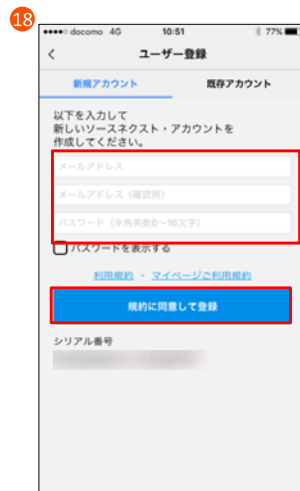 18
docomo 4G 10:51 77%
ユーザー登録
新規アカウント 既存アカウント
以下を入力して
新しいソースネクスト・アカウントを
作成してください。
メールアドレス
メールアドレス（確認用）
パスワード（半角英数6〜16文字）
パスワードを表示する
利用規約 ・ マイページご利用規約
規約に同意して登録
シリアル番号